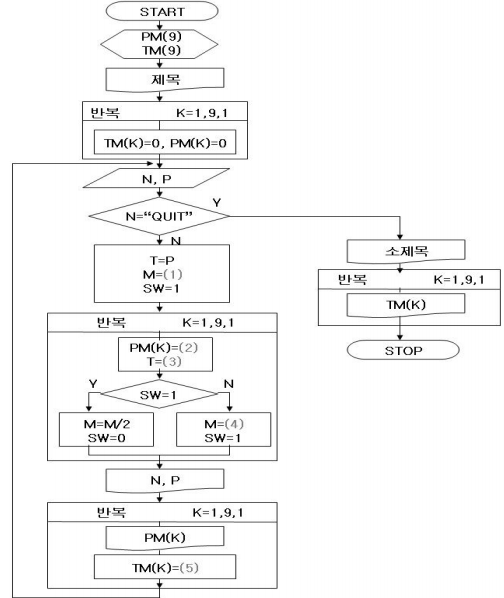 START
PM(9)
TM(9)
제목
반복 K=1,9,1
TM(K)=0, PM(K)=0
N, P
N="QUIT"
Y
N
T=P
M=(1)
SW=1
반복 K=1,9,1
PM(K)=(2)
T=(3)
SW=1
Y
N
M=M/2
SW=0
M=(4)
SW=1
N, P
반복 K=1,9,1
PM(K)
TM(K)=(5)
소제목
반복 K=1,9,1
TM(K)
STOP